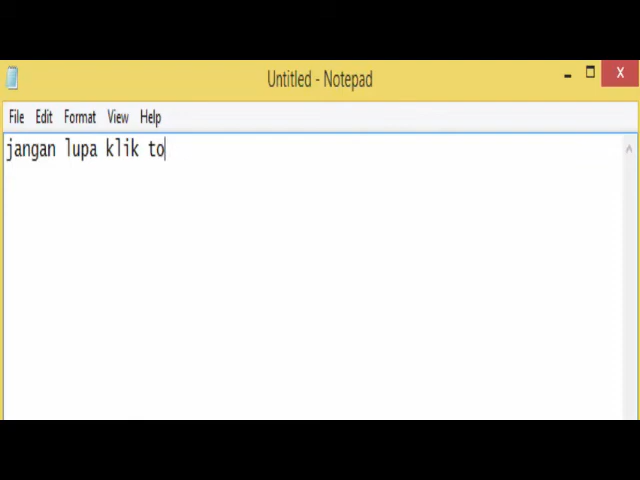 Untitled - Notepad
File Edit Format View Help
jangan lupa klik to